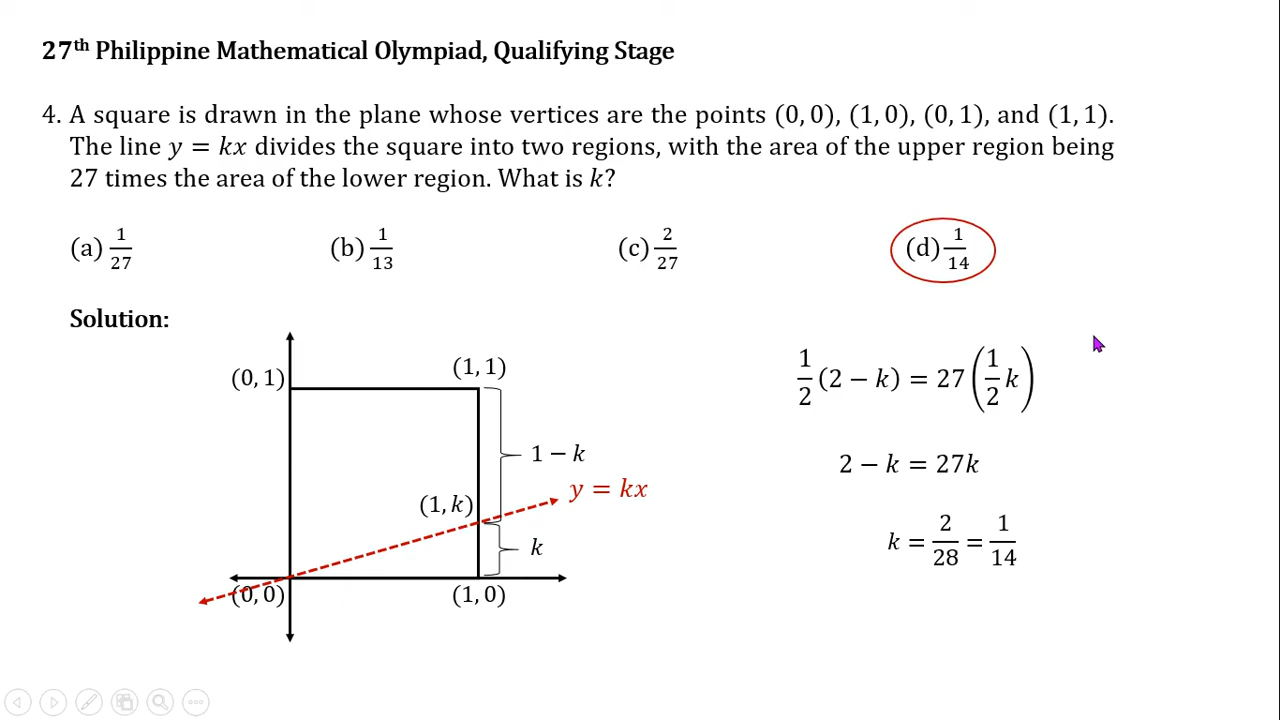 27th Philippine Mathematical Olympiad, Qualifying Stage
4. A square is drawn in the plane whose vertices are the points (0, 0), (1, 0), (0, 1), and (1, 1).
The line y = kx divides the square into two regions, with the area of the upper region being
27 times the area of the lower region. What is k?
(a) 1/27 (b) 1/13 (c) 2/27 (d) 1/14
Solution:
(0, 1)
(1, 1)
1 − k
y = kx
(1, k)
k
(0, 0)
(1, 0)
1/2 (2 − k) = 27 (1/2 k)
2 − k = 27k
k = 2/28 = 1/14